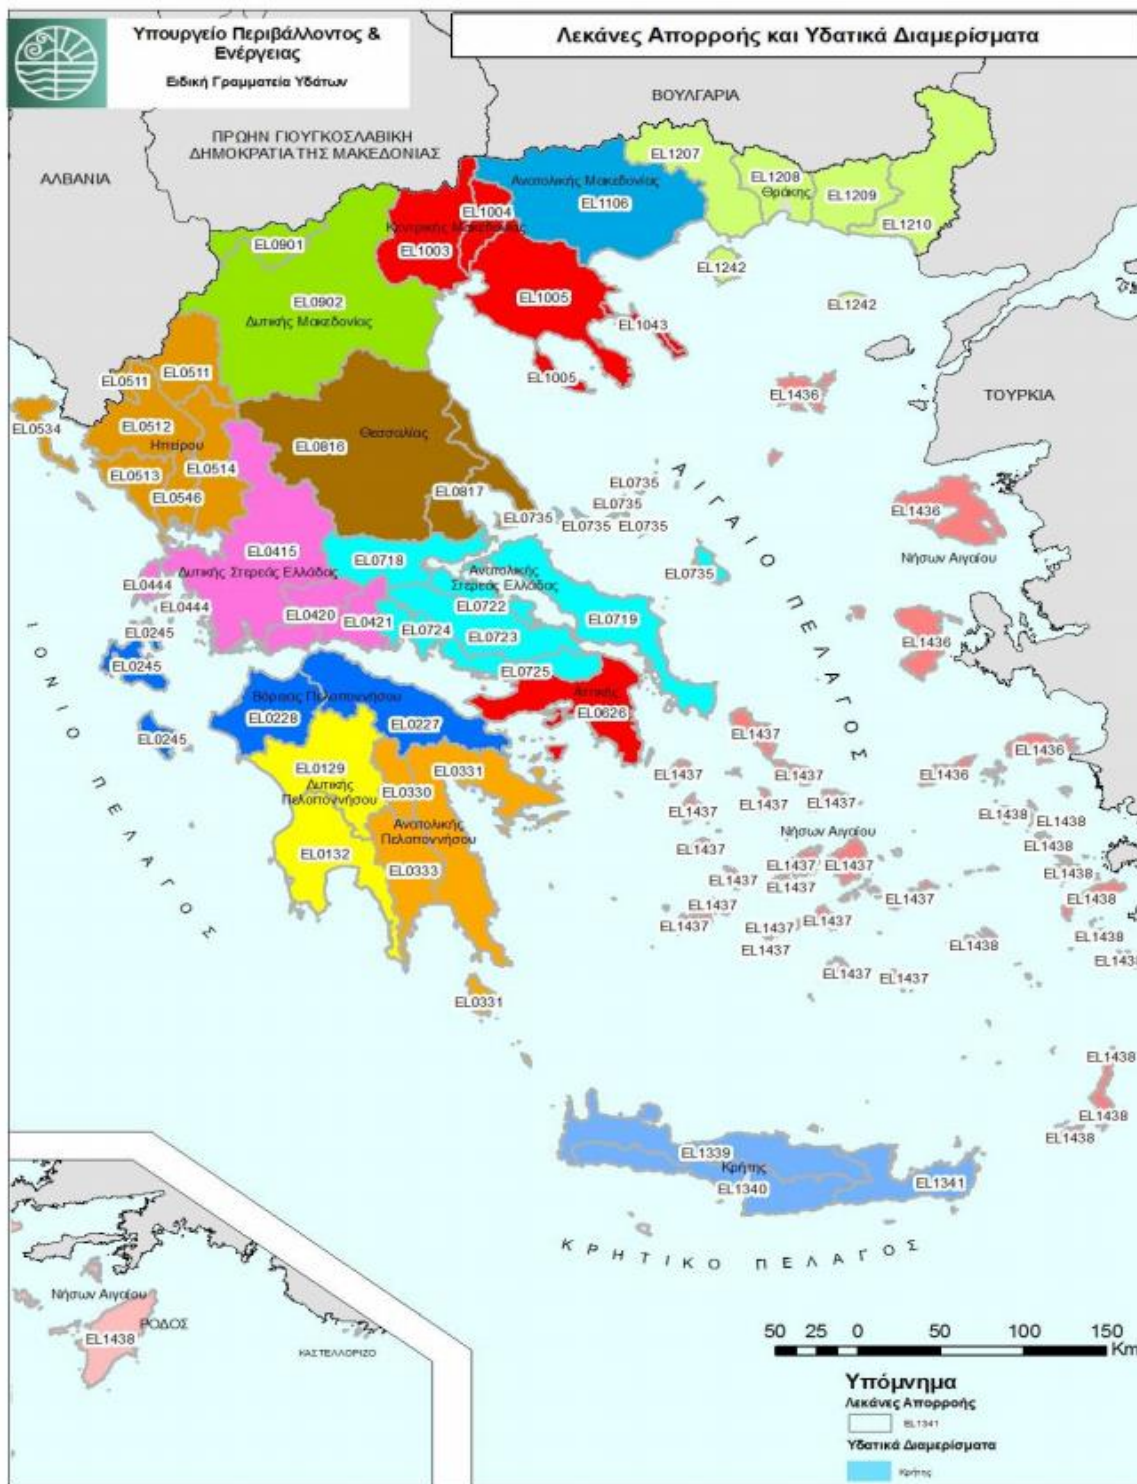 Υπουργείο Περιβάλλοντος &
Ενέργειας
Ειδική Γραμματεία Υδάτων
Λεκάνες Απορροής και Υδατικά Διαμερίσματα
ΒΟΥΛΓΑΡΙΑ
ΠΡΩΗΝ ΓΙΟΥΓΚΟΣΛΑΒΙΚΗ
ΔΗΜΟΚΡΑΤΙΑ ΤΗΣ ΜΑΚΕΔΟΝΙΑΣ
ΑΛΒΑΝΙΑ
EL1207
Ανατολικής Μακεδονίας
EL1208
Θράκης
EL1209
EL1106
EL1004
EL1210
Κεντρικής Μακεδονίας
EL0901
EL1003
EL1242
EL1005
EL0902
EL1242
Δυτικής Μακεδονίας
EL1043
EL0511
EL0511
EL1005
EL1436
ΤΟΥΡΚΙΑ
EL0534
EL0512
Ηπείρου
Θεσσαλίας
EL0816
EL0513
EL0514
EL0546
EL0817
EL0735
EL0735
EL0735
EL0735
EL0735
ΑΙΓΑΙΟ ΠΕΛΑΓΟΣ
EL1436
EL0415
EL0718
Νήσων Αιγαίου
Δυτικής Στερεάς Ελλάδας
Ανατολικής
Στερεάς Ελλάδας
EL0735
EL0444
EL0444
EL0420
EL0421
EL0722
EL0719
EL0724
EL0723
EL0245
EL1436
ΙΟΝΙΟ ΠΕΛΑΓΟΣ
EL0245
EL0725
Βόρειας Πελοποννήσου
Αττικής
EL0228
EL0227
EL0626
EL0245
EL1437
EL1436
EL0129
EL0331
EL1437
EL1437
EL1436
Δυτικής
Πελοποννήσου
EL0330
EL1437
EL1437
EL1437
EL1438
EL1438
Ανατολικής
Πελοποννήσου
Νήσων Αιγαίου
EL0132
EL1437
EL1438
EL0333
EL1437
EL1437
EL1438
EL1437
EL1437
EL1437
EL1438
EL1437
EL1437
EL1437
EL1437
EL1438
EL1438
EL1437
EL1437
EL1437
EL0331
EL1438
EL1438
EL1438
EL1339
Κρήτης
EL1340
EL1341
ΚΡΗΤΙΚΟ ΠΕΛΑΓΟΣ
Νήσων Αιγαίου
ΡΟΔΟΣ
EL1438
ΚΑΣΤΕΛΛΟΡΙΖΟ
50 25 0 50 100 150
Km
Υπόμνημα
Λεκάνες Απορροής
EL1341
Υδατικά Διαμερίσματα
Κρήτης